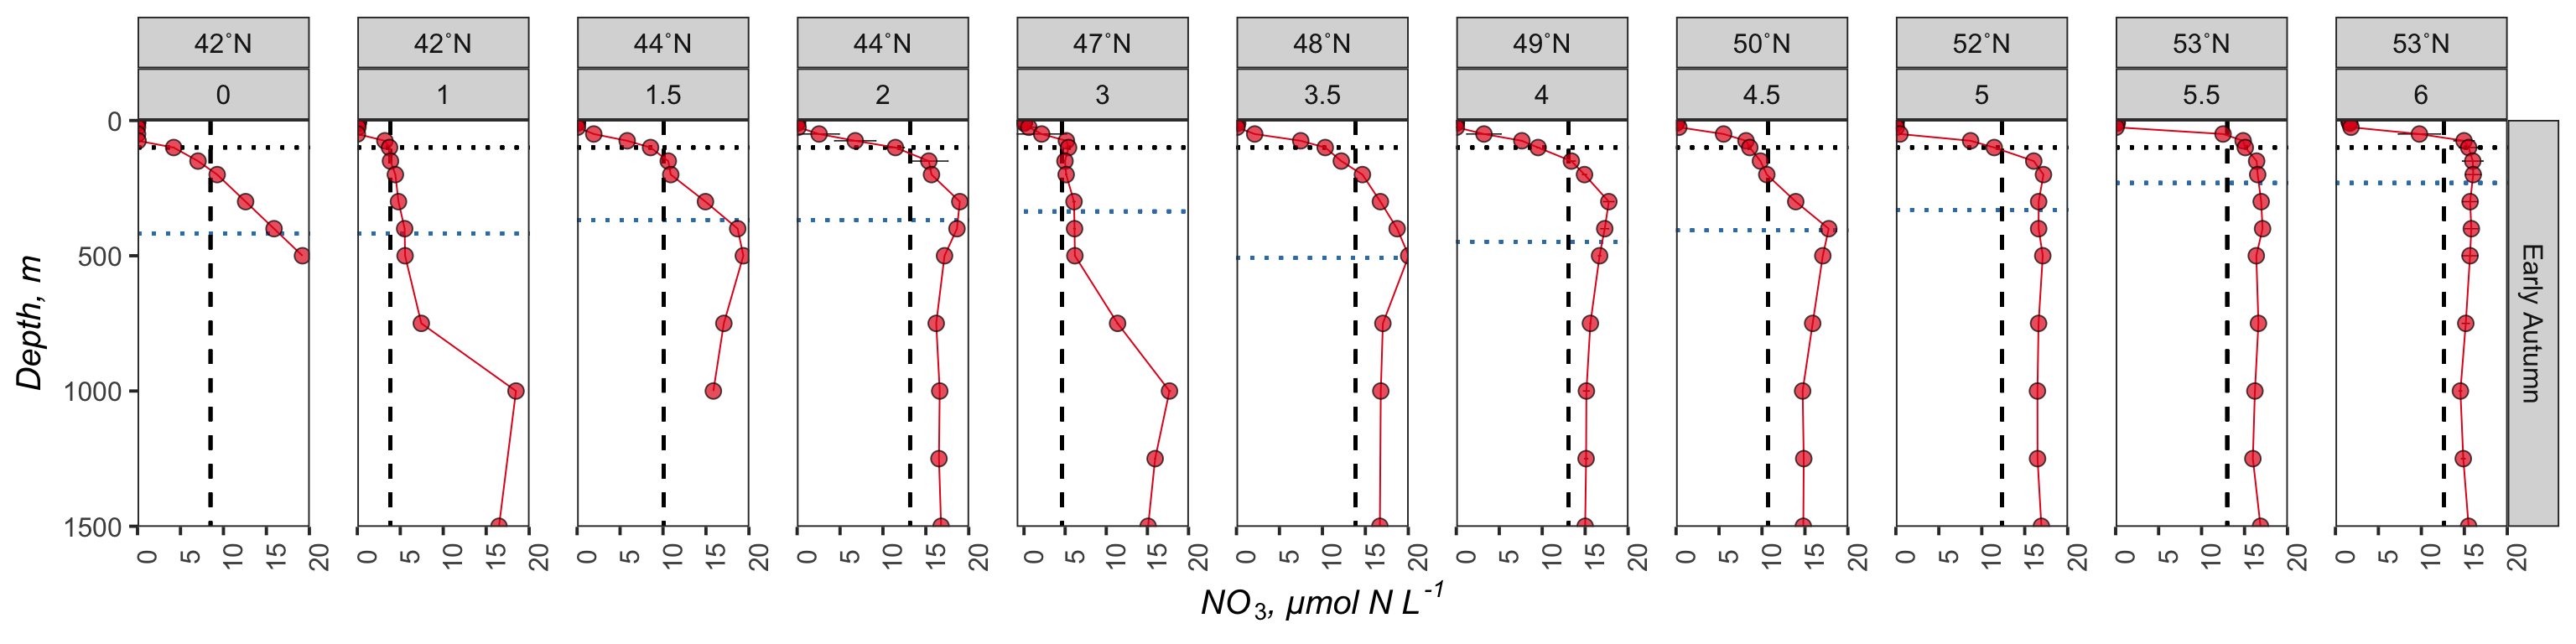 42°N 42°N 44°N 44°N 47°N 48°N 49°N 50°N 52°N 53°N 53°N
0 1 1.5 2 3 3.5 4 4.5 5 5.5 6
0
500
1000
1500
Depth, m
Early Autumn
0 5 10 15 20 0 5 10 15 20 0 5 10 15 20 0 5 10 15 20 0 5 10 15 20 0 5 10 15 20 0 5 10 15 20 0 5 10 15 20 0 5 10 15 20 0 5 10 15 20 0 5 10 15 20
NO₃, µmol N L⁻¹